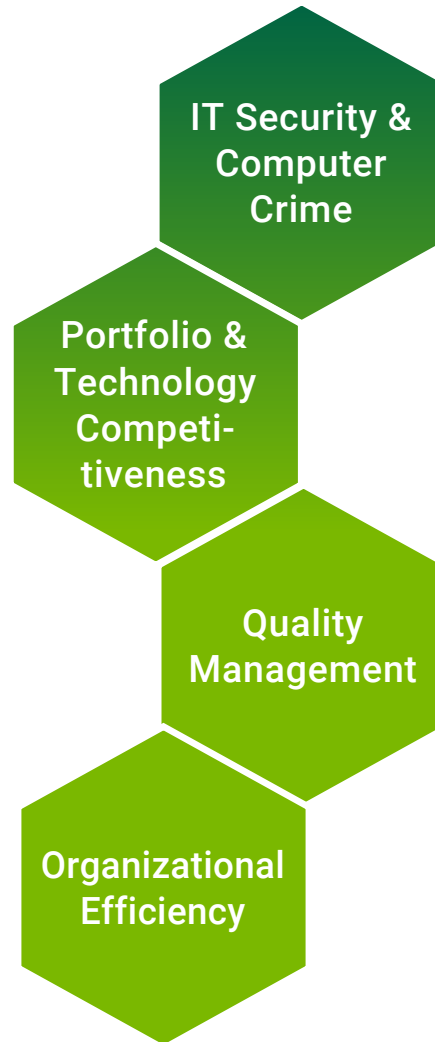 IT Security &
Computer
Crime
Portfolio &
Technology
Competi-
tiveness
Quality
Management
Organizational
Efficiency